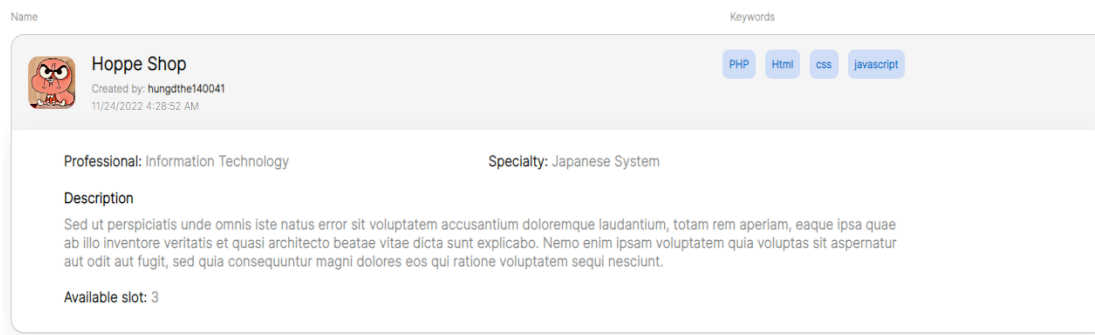 Name Keywords
Hoppe Shop
PHP Html css javascript
Created by: hungdthe140041
11/24/2022 4:28:52 AM
Professional: Information Technology Specialty: Japanese System
Description
Sed ut perspiciatis unde omnis iste natus error sit voluptatem accusantium doloremque laudantium, totam rem aperiam, eaque ipsa quae
ab illo inventore veritatis et quasi architecto beatae vitae dicta sunt explicabo. Nemo enim ipsam voluptatem quia voluptas sit aspernatur
aut odit aut fugit, sed quia consequuntur magni dolores eos qui ratione voluptatem sequi nesciunt.
Available slot: 3